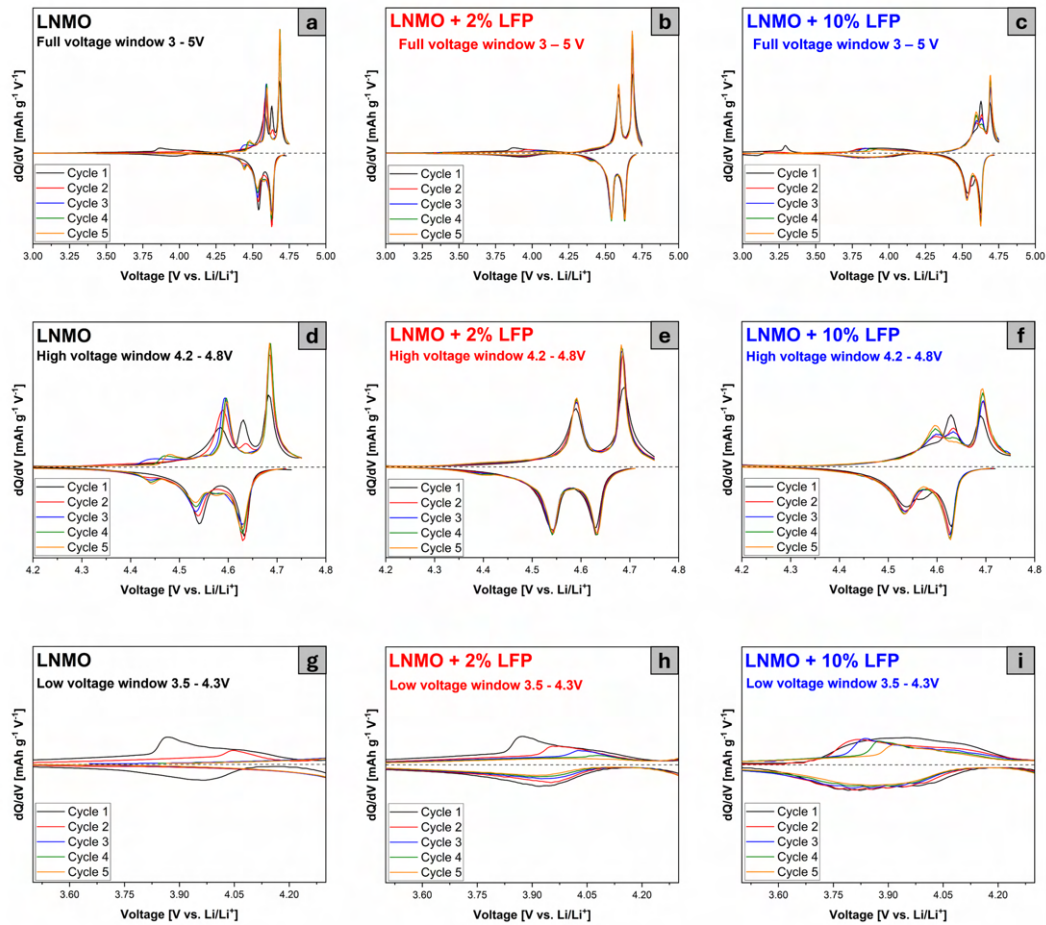 LNMO
a
Full voltage window 3 - 5V
dQ/dV [mAh g⁻¹ V⁻¹]
Cycle 1
Cycle 2
Cycle 3
Cycle 4
Cycle 5
3.00 3.25 3.50 3.75 4.00 4.25 4.50 4.75 5.00
Voltage [V vs. Li/Li⁺]
LNMO + 2% LFP
b
Full voltage window 3 – 5 V
dQ/dV [mAh g⁻¹ V⁻¹]
Cycle 1
Cycle 2
Cycle 3
Cycle 4
Cycle 5
3.00 3.25 3.50 3.75 4.00 4.25 4.50 4.75 5.00
Voltage [V vs. Li/Li⁺]
LNMO + 10% LFP
c
Full voltage window 3 – 5 V
dQ/dV [mAh g⁻¹ V⁻¹]
Cycle 1
Cycle 2
Cycle 3
Cycle 4
Cycle 5
3.00 3.25 3.50 3.75 4.00 4.25 4.50 4.75 5.00
Voltage [V vs. Li/Li⁺]
LNMO
d
High voltage window 4.2 - 4.8V
dQ/dV [mAh g⁻¹ V⁻¹]
Cycle 1
Cycle 2
Cycle 3
Cycle 4
Cycle 5
4.2 4.3 4.4 4.5 4.6 4.7 4.8
Voltage [V vs. Li/Li⁺]
LNMO + 2% LFP
e
High voltage window 4.2 - 4.8V
dQ/dV [mAh g⁻¹ V⁻¹]
Cycle 1
Cycle 2
Cycle 3
Cycle 4
Cycle 5
4.2 4.3 4.4 4.5 4.6 4.7 4.8
Voltage [V vs. Li/Li⁺]
LNMO + 10% LFP
f
High voltage window 4.2 - 4.8V
dQ/dV [mAh g⁻¹ V⁻¹]
Cycle 1
Cycle 2
Cycle 3
Cycle 4
Cycle 5
4.2 4.3 4.4 4.5 4.6 4.7 4.8
Voltage [V vs. Li/Li⁺]
LNMO
g
Low voltage window 3.5 - 4.3V
dQ/dV [mAh g⁻¹ V⁻¹]
Cycle 1
Cycle 2
Cycle 3
Cycle 4
Cycle 5
3.60 3.75 3.90 4.05 4.20
Voltage [V vs. Li/Li⁺]
LNMO + 2% LFP
h
Low voltage window 3.5 - 4.3V
dQ/dV [mAh g⁻¹ V⁻¹]
Cycle 1
Cycle 2
Cycle 3
Cycle 4
Cycle 5
3.60 3.75 3.90 4.05 4.20
Voltage [V vs. Li/Li⁺]
LNMO + 10% LFP
i
Low voltage window 3.5 - 4.3V
dQ/dV [mAh g⁻¹ V⁻¹]
Cycle 1
Cycle 2
Cycle 3
Cycle 4
Cycle 5
3.60 3.75 3.90 4.05 4.20
Voltage [V vs. Li/Li⁺]